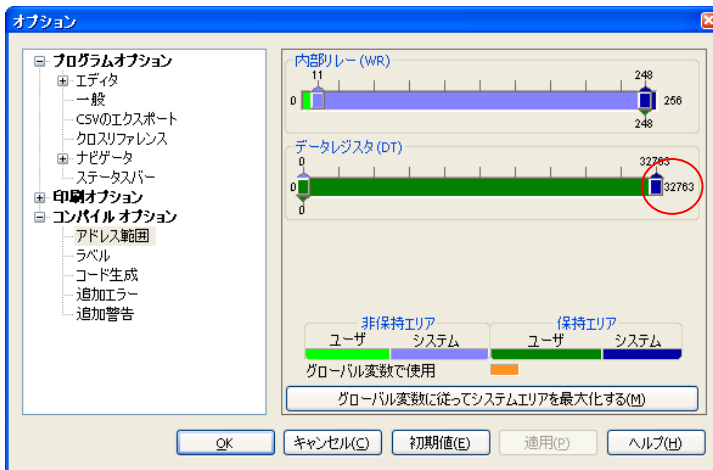 オプション
プログラムオプション
エディタ
一般
CSVのエクスポート
クロスリファレンス
ナビゲータ
ステータスバー
印刷オプション
コンパイル オプション
アドレス範囲
ラベル
コード生成
追加エラー
追加警告
内部リレー(WR)
11 248
0 256
248
データレジスタ(DT)
0 32763
0 32763
0
非保持エリア 保持エリア
ユーザ システム ユーザ システム
グローバル変数で使用
グローバル変数に従ってシステムエリアを最大化する(M)
OK キャンセル(C) 初期値(E) 適用(P) ヘルプ(H)